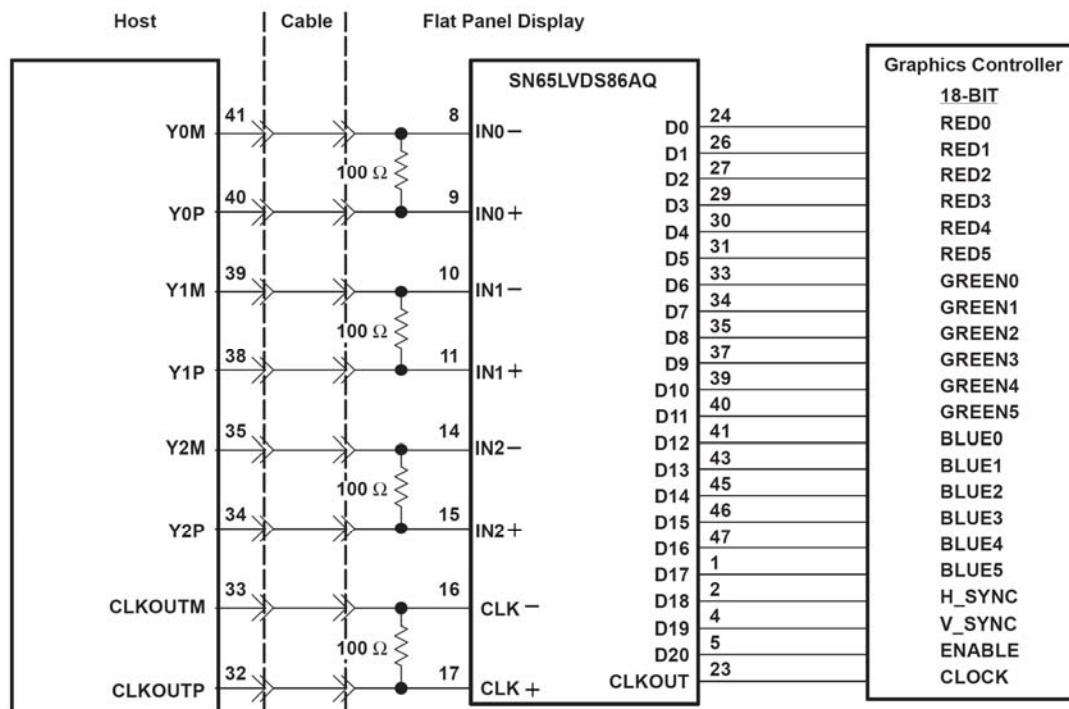 Host
Cable
Flat Panel Display
SN65LVDS86AQ
Graphics Controller
18-BIT
Y0M 41 8 IN0−
100 Ω
Y0P 40 9 IN0+
Y1M 39 10 IN1−
100 Ω
Y1P 38 11 IN1+
Y2M 35 14 IN2−
100 Ω
Y2P 34 15 IN2+
CLKOUTM 33 16 CLK−
100 Ω
CLKOUTP 32 17 CLK+
D0 24 RED0
D1 26 RED1
D2 27 RED2
D3 29 RED3
D4 30 RED4
D5 31 RED5
D6 33 GREEN0
D7 34 GREEN1
D8 35 GREEN2
D9 37 GREEN3
D10 39 GREEN4
D11 40 GREEN5
D12 41 BLUE0
D13 43 BLUE1
D14 45 BLUE2
D15 46 BLUE3
D16 47 BLUE4
D17 1 BLUE5
D18 2 H_SYNC
D19 4 V_SYNC
D20 5 ENABLE
CLKOUT 23 CLOCK